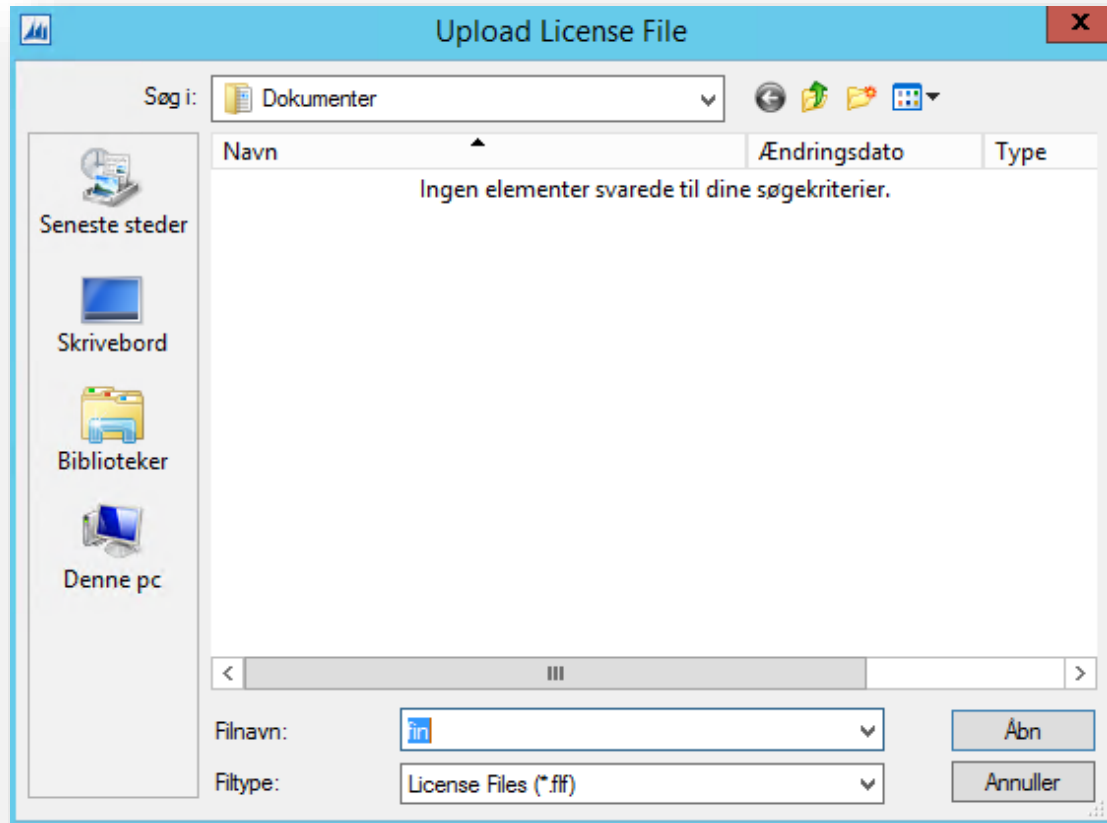 Upload License File
x
Søg i:
Dokumenter
Navn
Ændringsdato
Type
Ingen elementer svarede til dine søgekriterier.
Seneste steder
Skrivebord
Biblioteker
Denne pc
Filnavn:
fin
Åbn
Filtype:
License Files (*.flf)
Annuller